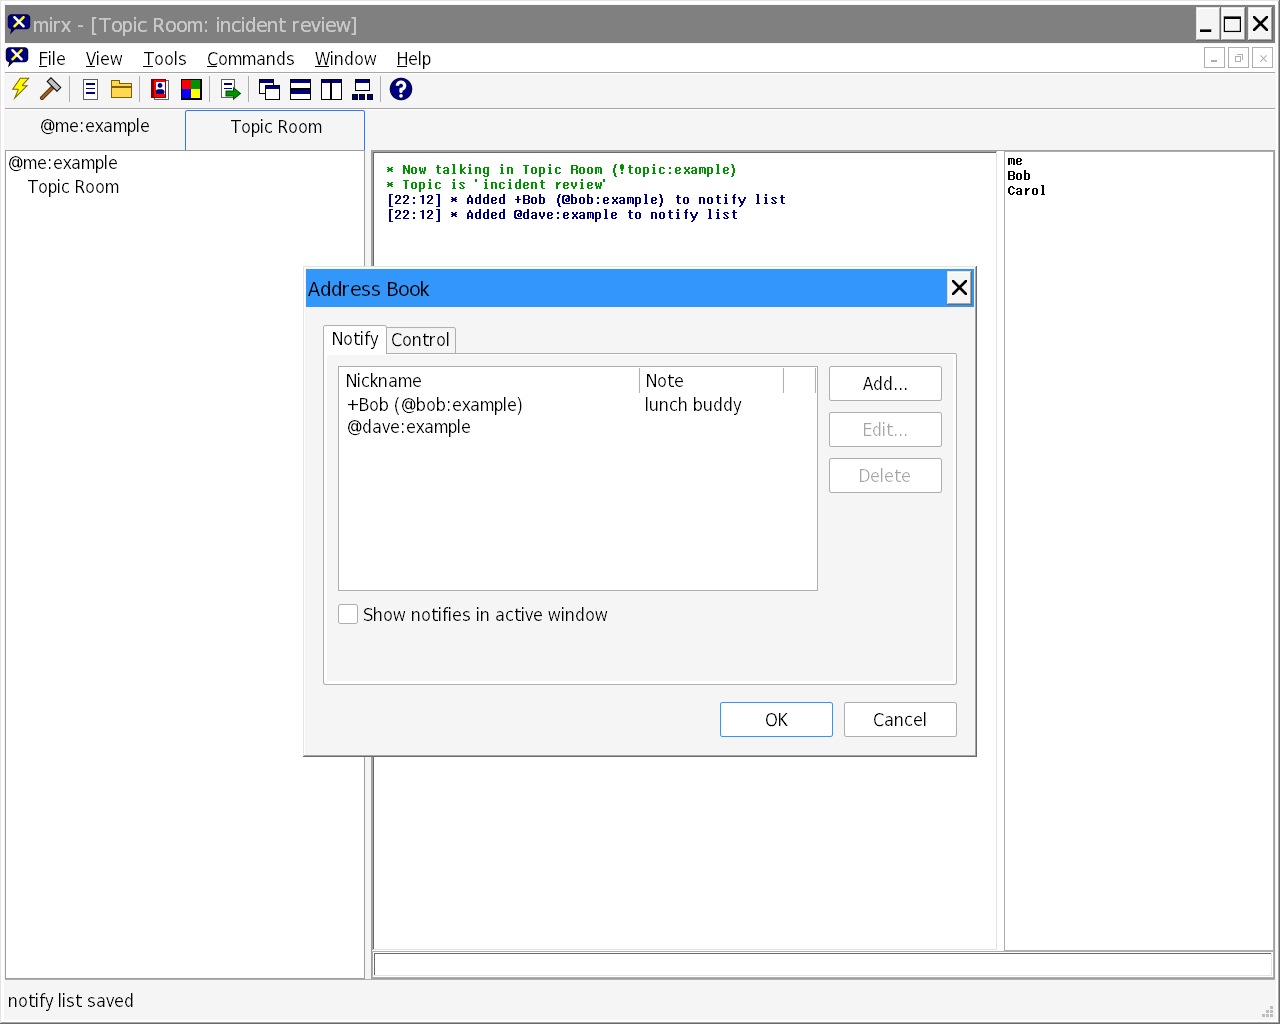 mirx - [Topic Room: incident review]
File View Tools Commands Window Help
@me:example Topic Room
@me:example
Topic Room
* Now talking in Topic Room (!topic:example)
* Topic is 'incident review'
[22:12] * Added +Bob (@bob:example) to notify list
[22:12] * Added @dave:example to notify list
me
Bob
Carol
Address Book
Notify Control
Nickname Note
+Bob (@bob:example) lunch buddy
@dave:example
Add...
Edit...
Delete
Show notifies in active window
OK Cancel
notify list saved